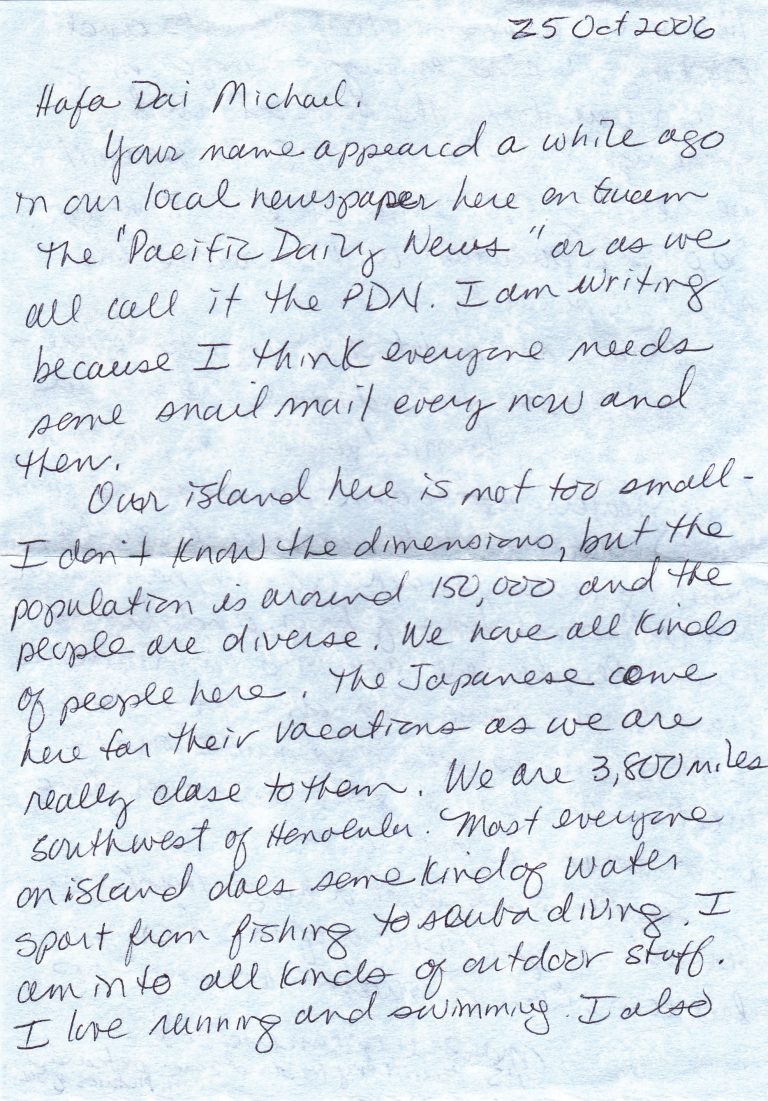 25 Oct 2006
Hafa Dai Michael.
Your name appeared a while ago
in our local newspaper here on Guam
the "Pacific Daily News" or as we
all call it the PDN. I am writing
because I think everyone needs
some snail mail every now and
then.
Our island here is not too small -
I don't know the dimensions, but the
population is around 150,000 and the
people are diverse. We have all kinds
of people here. The Japanese come
here for their vacations as we are
really close to them. We are 3,800 miles
southwest of Honolulu. Most everyone
on island does some kind of water
sport from fishing to scuba diving. I
am into all kinds of outdoor stuff.
I love running and swimming. I also